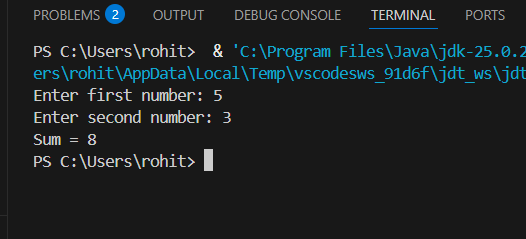 PROBLEMS 2 OUTPUT DEBUG CONSOLE TERMINAL PORTS
PS C:\Users\rohit>  & 'C:\Program Files\Java\jdk-25.0.2
ers\rohit\AppData\Local\Temp\vscodesws_91d6f\jdt_ws\jdt
Enter first number: 5
Enter second number: 3
Sum = 8
PS C:\Users\rohit>